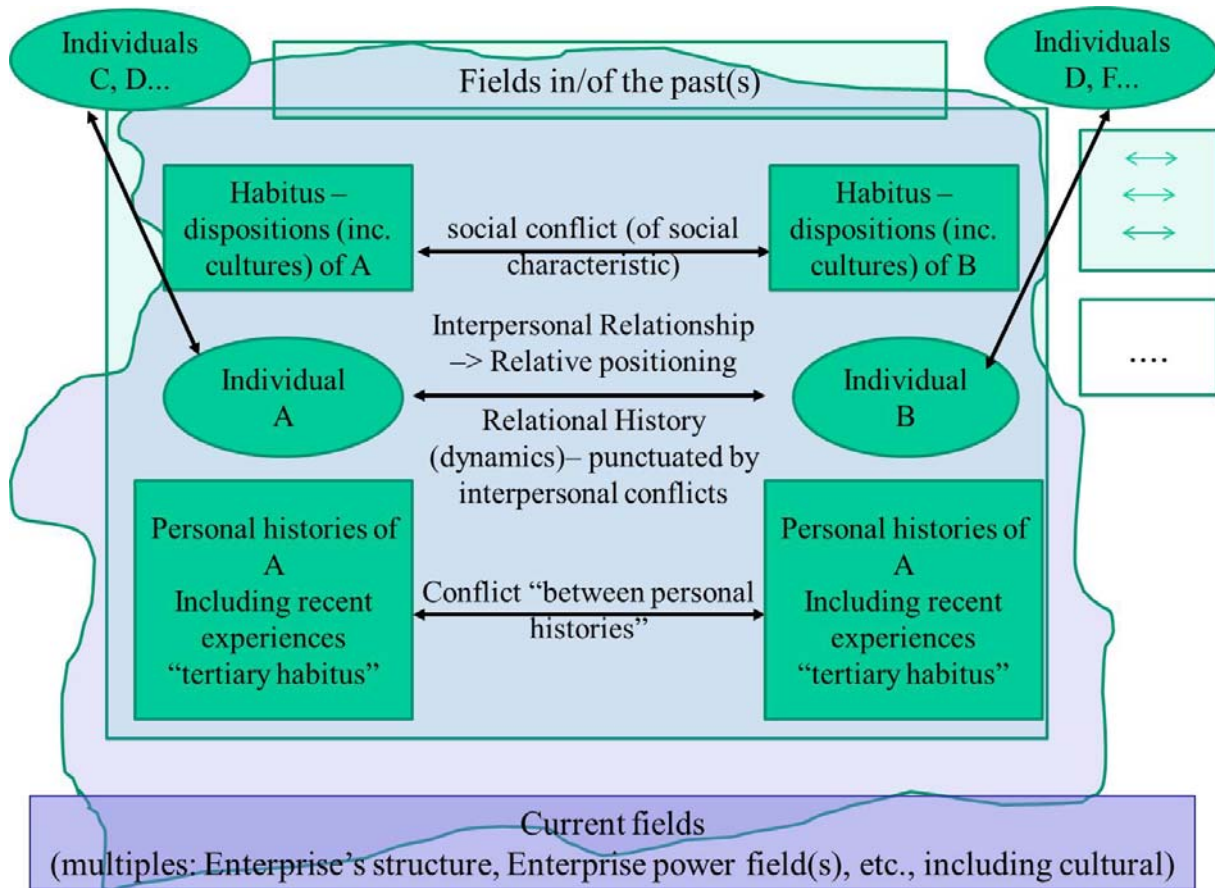 Individuals
C, D...
Individuals
D, F...
Fields in/of the past(s)
Habitus –
dispositions (inc.
cultures) of A
social conflict (of social
characteristic)
Habitus –
dispositions (inc.
cultures) of B
Interpersonal Relationship
–> Relative positioning
Individual
A
Individual
B
....
Relational History
(dynamics)– punctuated by
interpersonal conflicts
Personal histories of
A
Including recent
experiences
“tertiary habitus”
Conflict “between personal
histories”
Personal histories of
A
Including recent
experiences
“tertiary habitus”
Current fields
(multiples: Enterprise’s structure, Enterprise power field(s), etc., including cultural)